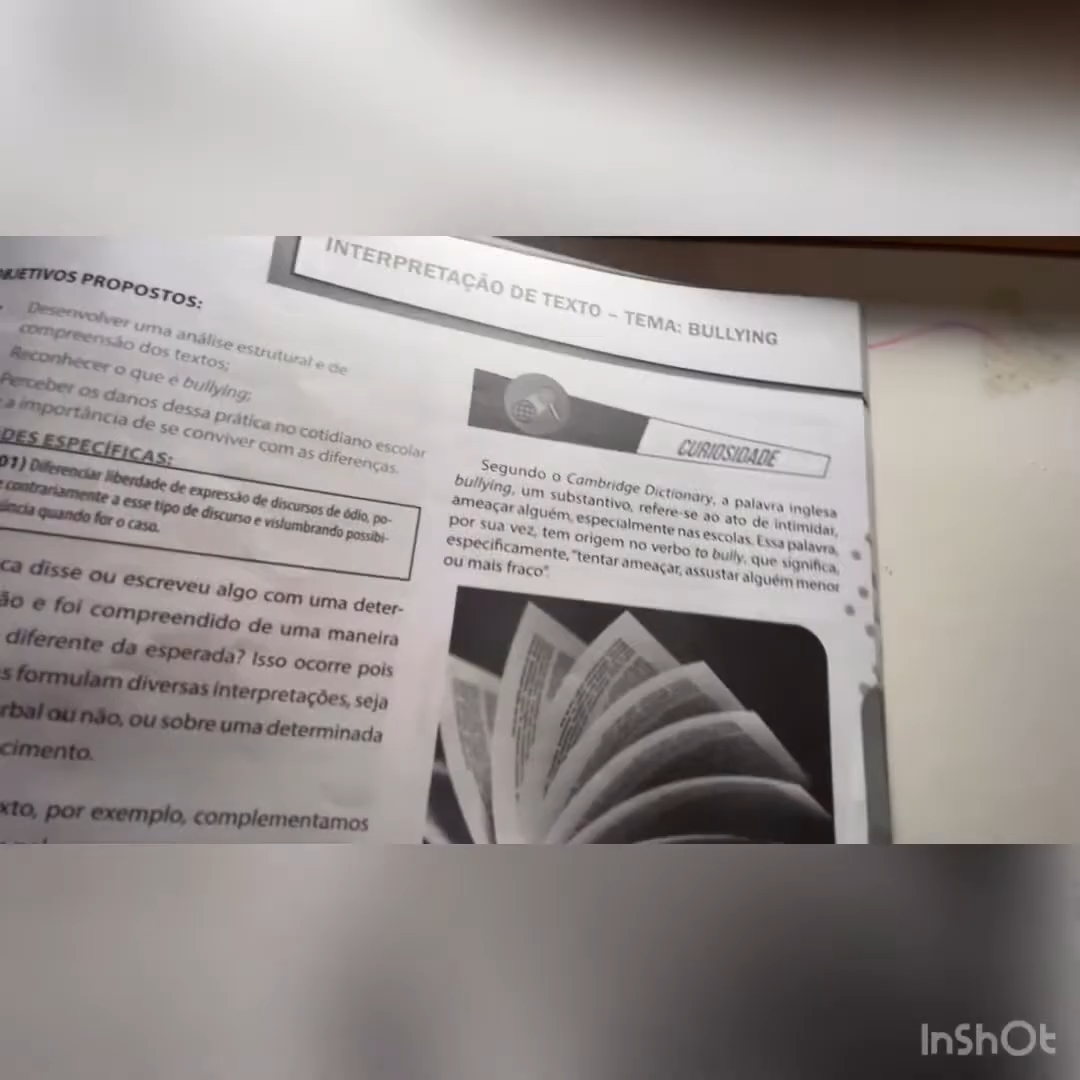 INTERPRETAÇÃO DE TEXTO – TEMA: BULLYING
OBJETIVOS PROPOSTOS:
Desenvolver uma análise estrutural e de
compreensão dos textos;
Reconhecer o que é bullying;
Perceber os danos dessa prática no cotidiano escolar
a importância de se conviver com as diferenças.
DES ESPECÍFICAS:
01) Diferenciar liberdade de expressão de discursos de ódio, po-
contrariamente a esse tipo de discurso e vislumbrando possibi-
úncia quando for o caso.
ca disse ou escreveu algo com uma deter-
ão e foi compreendido de uma maneira
diferente da esperada? Isso ocorre pois
s formulam diversas interpretações, seja
rbal ou não, ou sobre uma determinada
cimento.
xto, por exemplo, complementamos
CURIOSIDADE
Segundo o Cambridge Dictionary, a palavra inglesa
bullying, um substantivo, refere-se ao ato de intimidar,
ameaçar alguém, especialmente nas escolas. Essa palavra,
por sua vez, tem origem no verbo to bully, que significa,
especificamente, "tentar ameaçar, assustar alguém menor
ou mais fraco".
InShOt